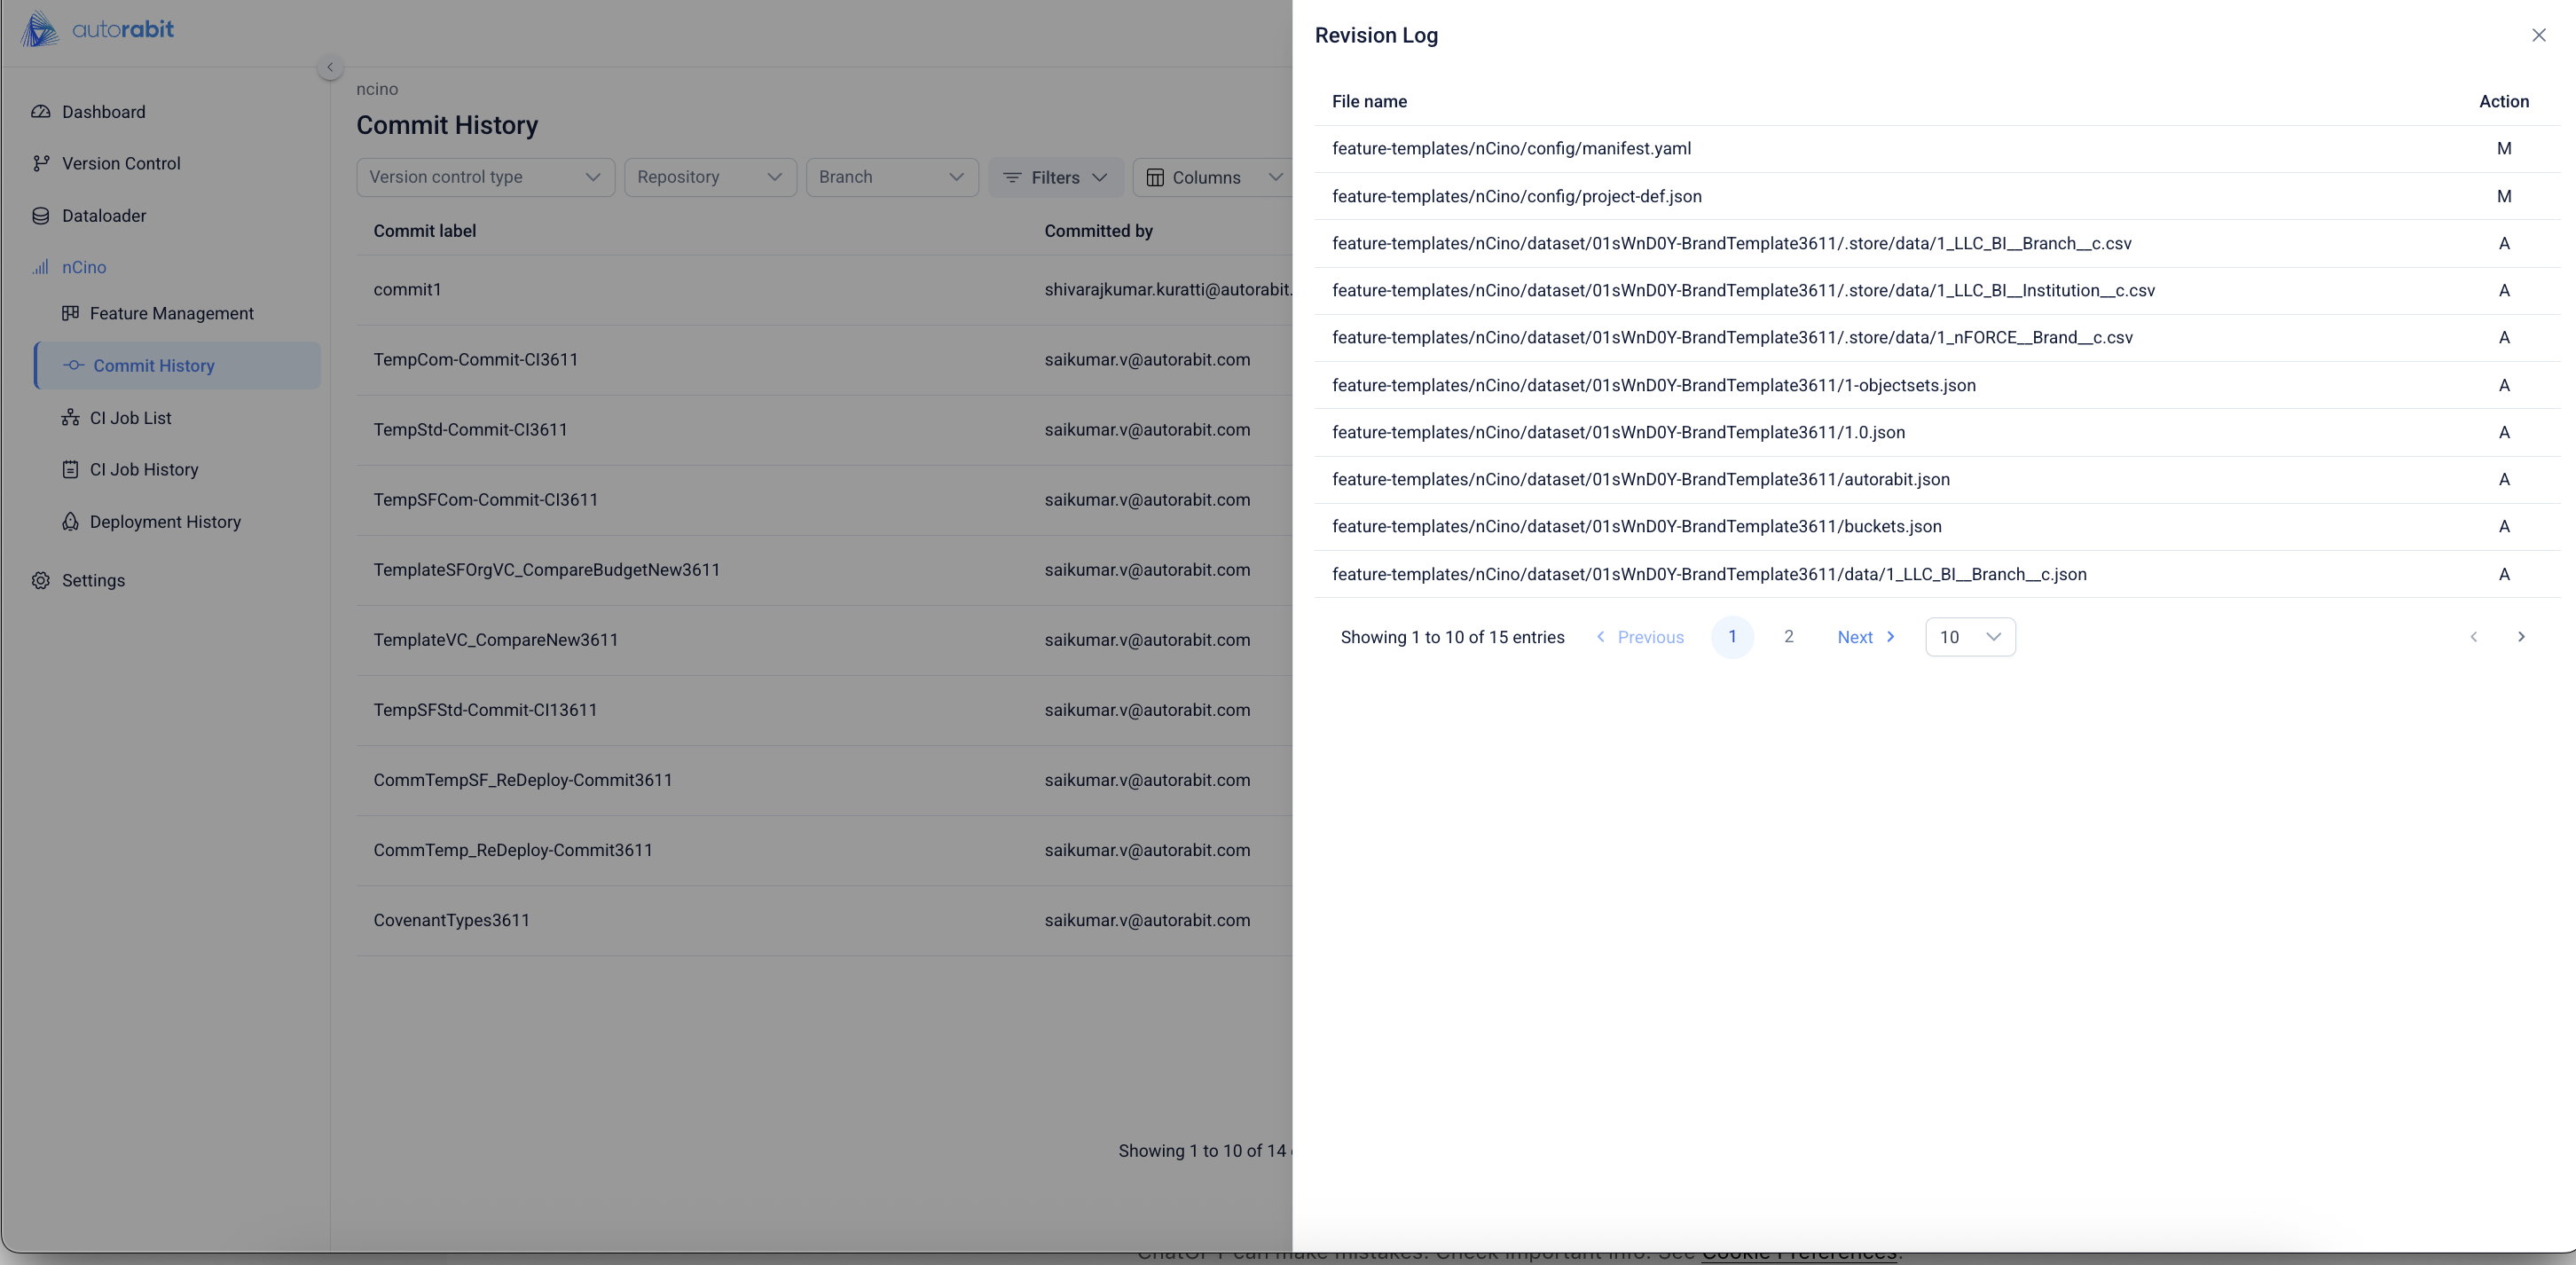 autorabit
Dashboard
Version Control
Dataloader
nCino
Feature Management
Commit History
CI Job List
CI Job History
Deployment History
Settings
ncino
Commit History
Version control type Repository Branch Filters Columns
Commit label Committed by
commit1 shivarajkumar.kuratti@autorabit.
TempCom-Commit-CI3611 saikumar.v@autorabit.com
TempStd-Commit-CI3611 saikumar.v@autorabit.com
TempSFCom-Commit-CI3611 saikumar.v@autorabit.com
TemplateSFOrgVC_CompareBudgetNew3611 saikumar.v@autorabit.com
TemplateVC_CompareNew3611 saikumar.v@autorabit.com
TempSFStd-Commit-CI13611 saikumar.v@autorabit.com
CommTempSF_ReDeploy-Commit3611 saikumar.v@autorabit.com
CommTemp_ReDeploy-Commit3611 saikumar.v@autorabit.com
CovenantTypes3611 saikumar.v@autorabit.com
Showing 1 to 10 of 14
Revision Log
File name Action
feature-templates/nCino/config/manifest.yaml M
feature-templates/nCino/config/project-def.json M
feature-templates/nCino/dataset/01sWnD0Y-BrandTemplate3611/.store/data/1_LLC_BI__Branch__c.csv A
feature-templates/nCino/dataset/01sWnD0Y-BrandTemplate3611/.store/data/1_LLC_BI__Institution__c.csv A
feature-templates/nCino/dataset/01sWnD0Y-BrandTemplate3611/.store/data/1_nFORCE__Brand__c.csv A
feature-templates/nCino/dataset/01sWnD0Y-BrandTemplate3611/1-objectsets.json A
feature-templates/nCino/dataset/01sWnD0Y-BrandTemplate3611/1.0.json A
feature-templates/nCino/dataset/01sWnD0Y-BrandTemplate3611/autorabit.json A
feature-templates/nCino/dataset/01sWnD0Y-BrandTemplate3611/buckets.json A
feature-templates/nCino/dataset/01sWnD0Y-BrandTemplate3611/data/1_LLC_BI__Branch__c.json A
Showing 1 to 10 of 15 entries Previous 1 2 Next 10
ChatGPT can make mistakes. Check important info. See Cookie Preferences.